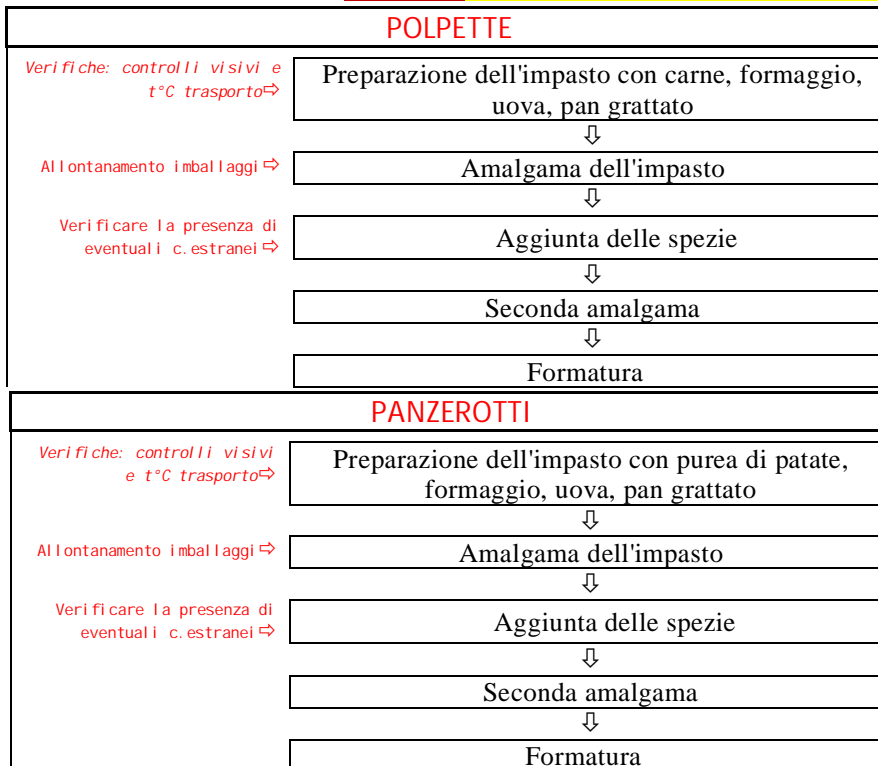 POLPETTE
Verifiche: controlli visivi e
t°C trasporto⇨
Preparazione dell'impasto con carne, formaggio,
uova, pan grattato
⇩
Allontanamento imballaggi⇨
Amalgama dell'impasto
⇩
Verificare la presenza di
eventuali c.estranei⇨
Aggiunta delle spezie
⇩
Seconda amalgama
⇩
Formatura
PANZEROTTI
Verifiche: controlli visivi
e t°C trasporto⇨
Preparazione dell'impasto con purea di patate,
formaggio, uova, pan grattato
⇩
Allontanamento imballaggi⇨
Amalgama dell'impasto
⇩
Verificare la presenza di
eventuali c.estranei⇨
Aggiunta delle spezie
⇩
Seconda amalgama
⇩
Formatura